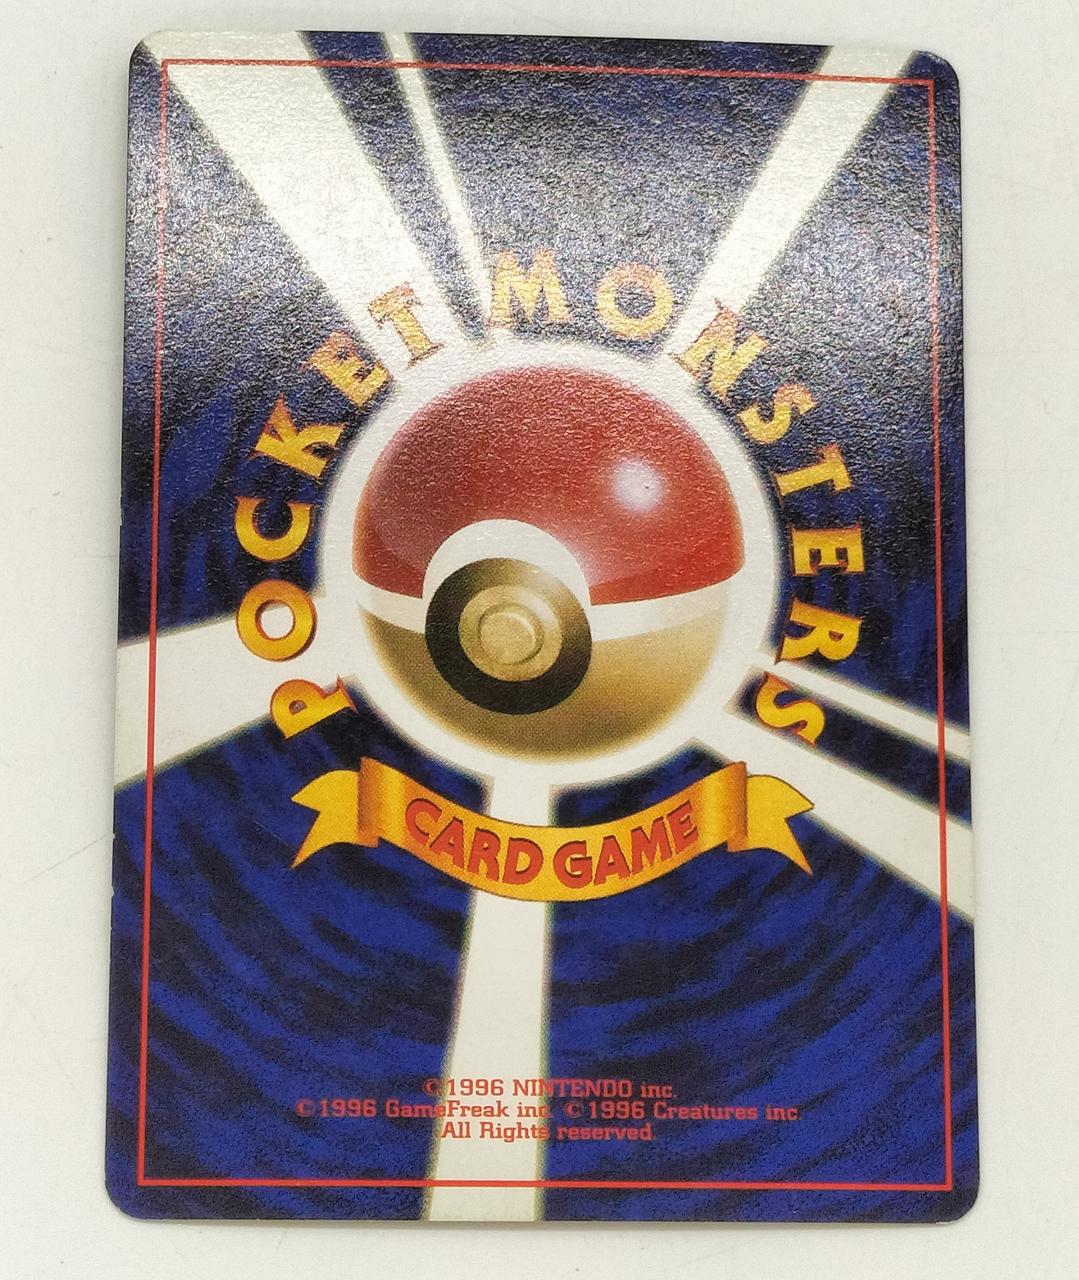 POCKET MONSTERS
CARD GAME
©1996 NINTENDO inc.
©1996 GameFreak inc. ©1996 Creatures inc.
All Rights reserved.